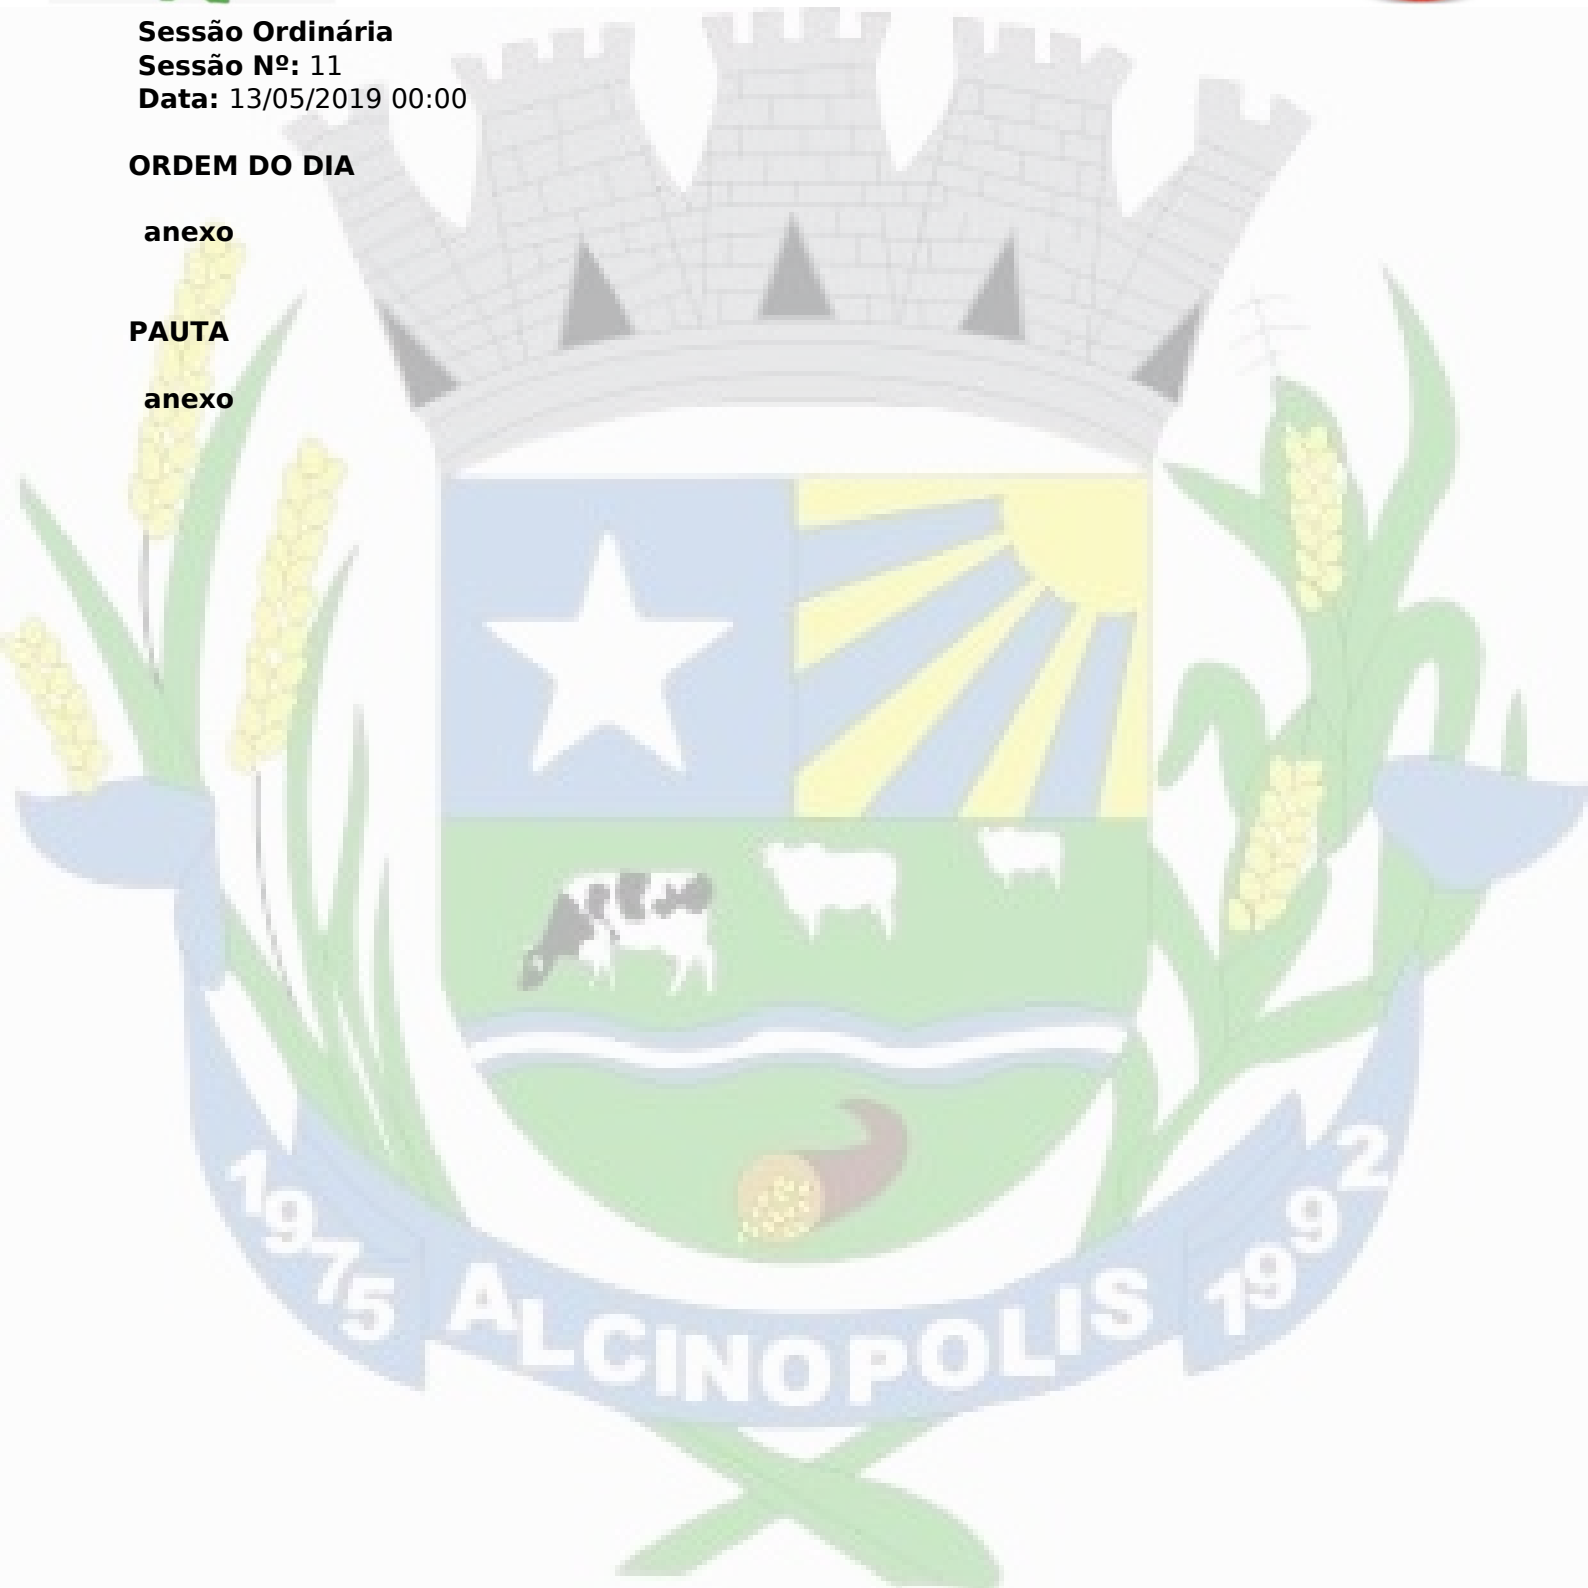 Sessão Ordinária
Sessão Nº: 11
Data: 13/05/2019 00:00
ORDEM DO DIA
anexo
PAUTA
anexo
1975 ALCINOPOLIS 1992